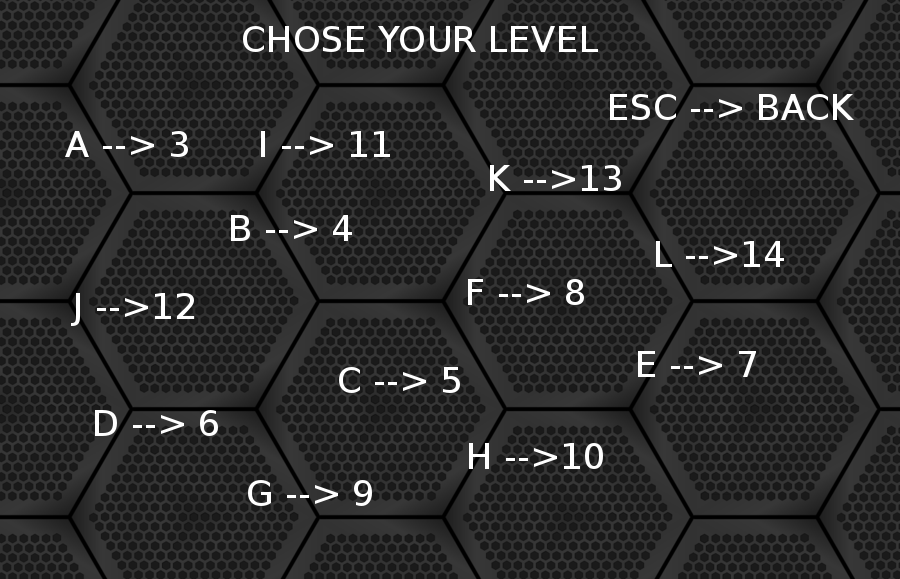 CHOSE YOUR LEVEL
ESC --> BACK
A --> 3
I --> 11
K -->13
B --> 4
L -->14
F --> 8
J -->12
E --> 7
C --> 5
D --> 6
H -->10
G --> 9